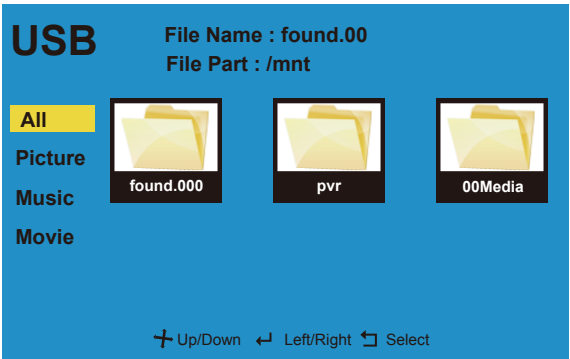 USB
File Name : found.00
File Part : /mnt
All
Picture
Music
Movie
found.000
pvr
00Media
Up/Down Left/Right Select